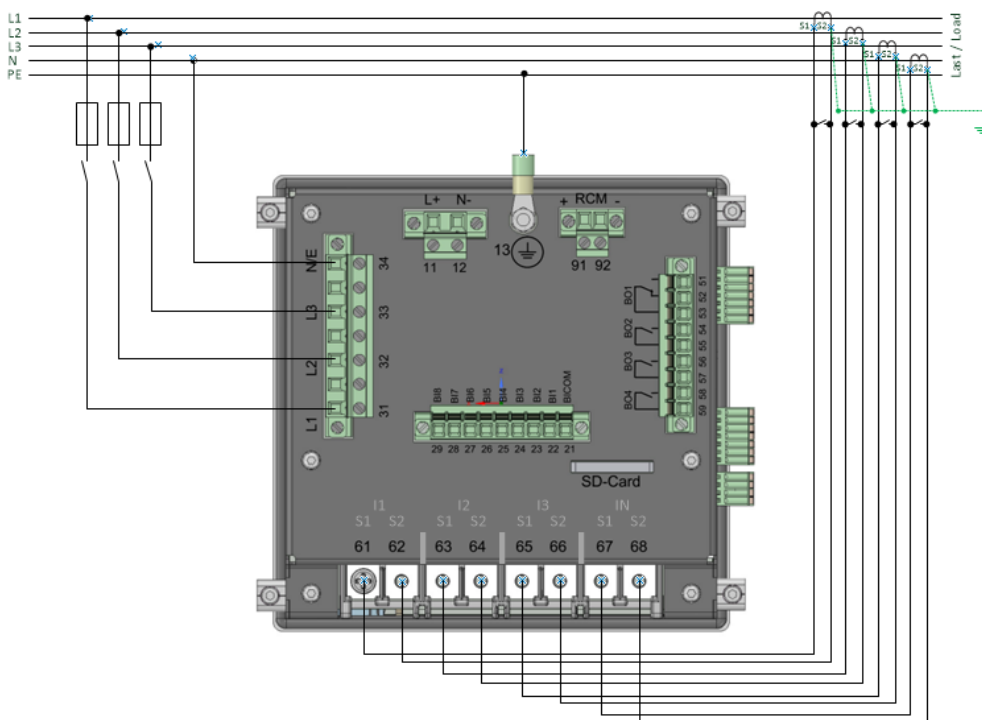 L1
L2
L3
N
PE
Last / Load
S1 S2
S1 S2
S1 S2
S1 S2
L+ N-
+ RCM -
13
11 12
91 92
N/E
L3
L2
L1
34
33
32
31
BO1
BO2
BO3
BO4
51
52
53
54
55
56
57
58
59
BI8 BI7 BI6 BI5 BI4 BI3 BI2 BI1 BICOM
29 28 27 26 25 24 23 22 21
SD-Card
I1 I2 I3 IN
S1 S2 S1 S2 S1 S2 S1 S2
61 62 63 64 65 66 67 68